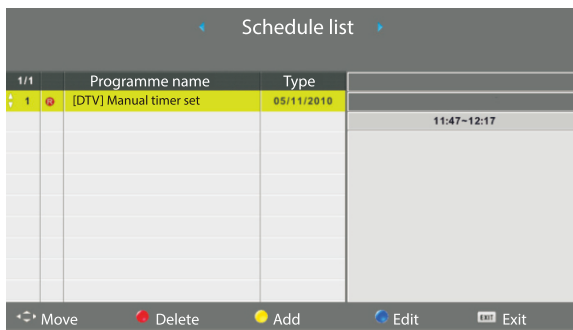 Schedule list
1/1 Programme name Type
1 R [DTV] Manual timer set 05/11/2010
11:47~12:17
Move Delete Add Edit EXIT Exit